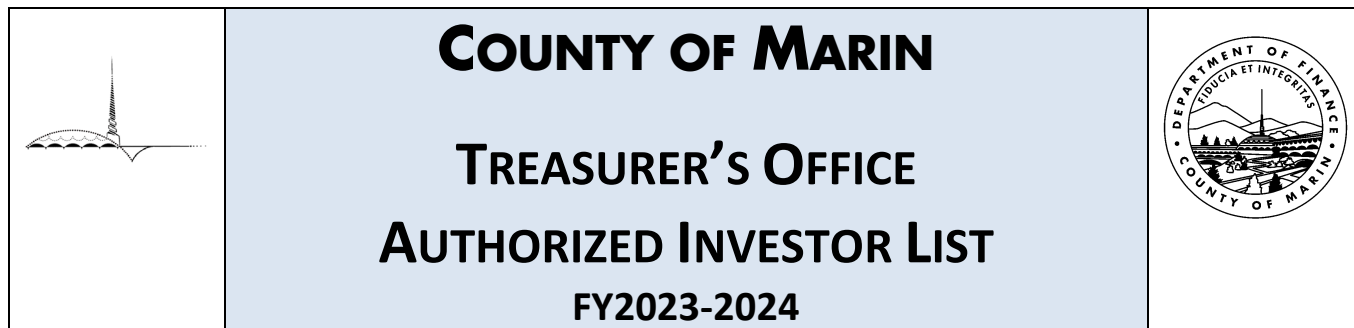 COUNTY OF MARIN
TREASURER’S OFFICE
AUTHORIZED INVESTOR LIST
FY2023-2024
DEPARTMENT OF FINANCE
FIDUCIA ET INTEGRITAS
• COUNTY OF MARIN •